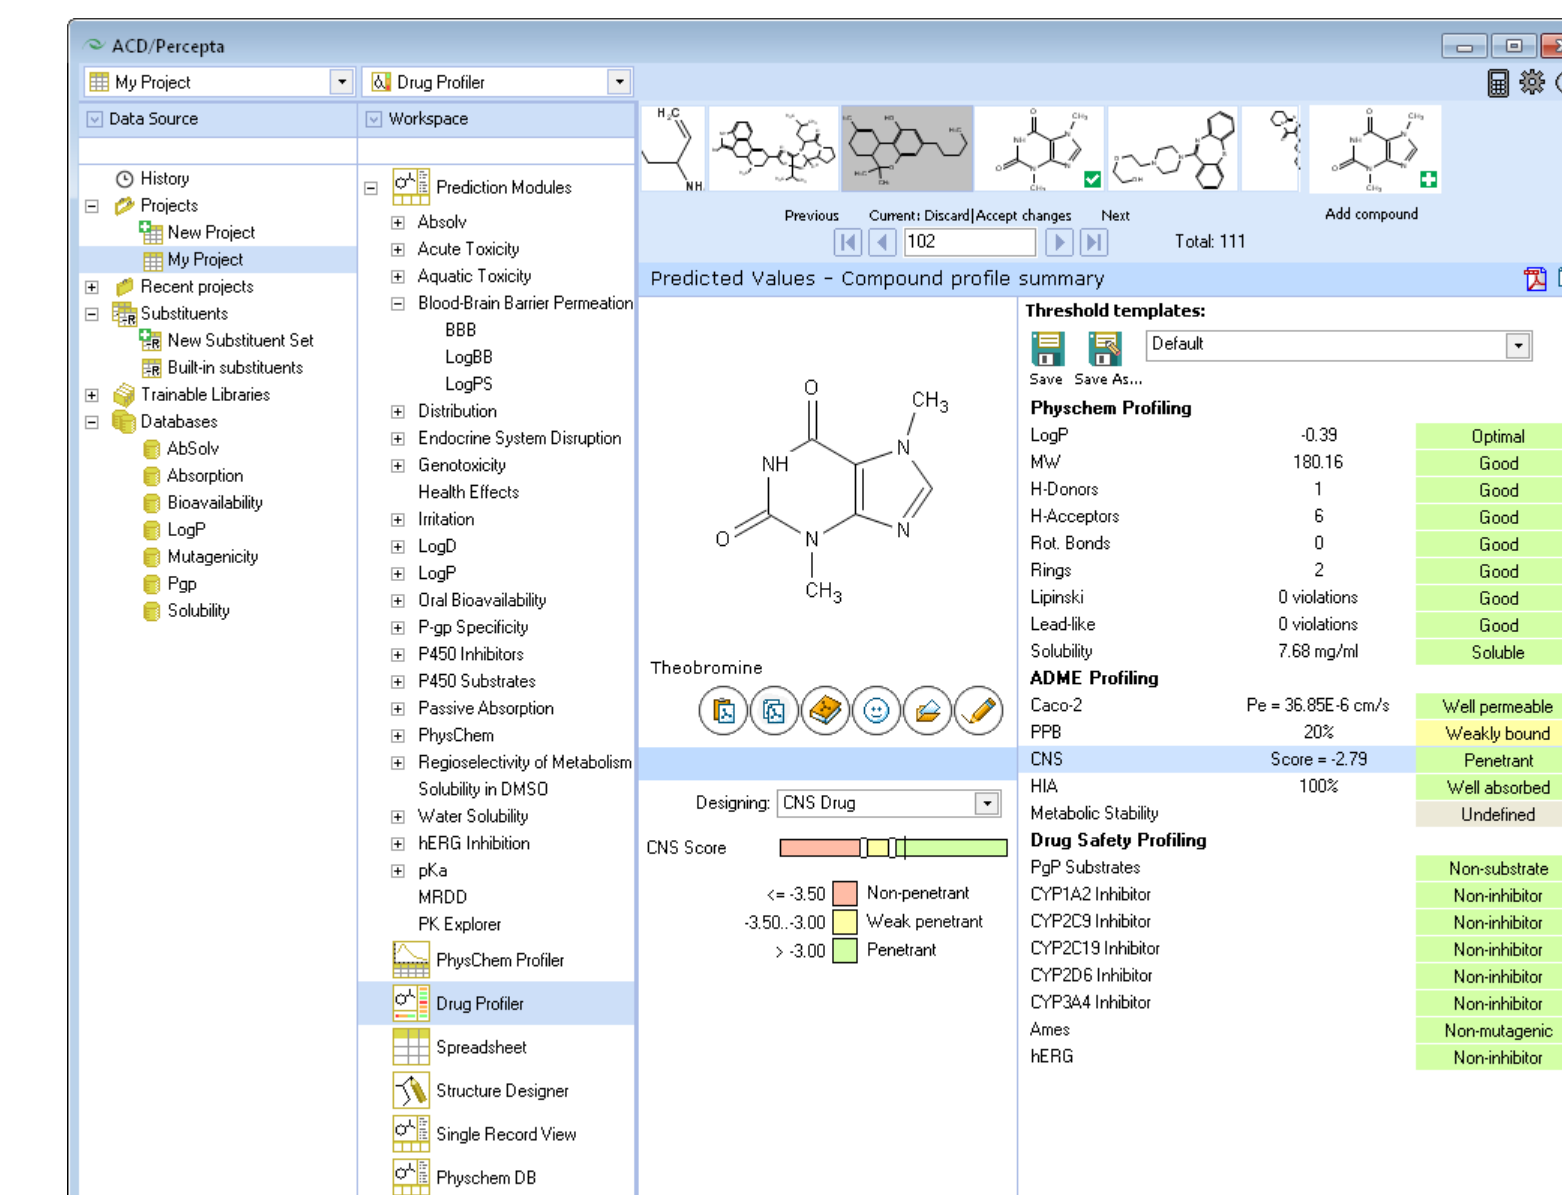 ACD/Percepta
My Project
Drug Profiler
Data Source
Workspace
History
Projects
New Project
My Project
Recent projects
Substituents
New Substituent Set
Built-in substituents
Trainable Libraries
Databases
AbSolv
Absorption
Bioavailability
LogP
Mutagenicity
Pgp
Solubility
Prediction Modules
Absolv
Acute Toxicity
Aquatic Toxicity
Blood-Brain Barrier Permeation
BBB
LogBB
LogPS
Distribution
Endocrine System Disruption
Genotoxicity
Health Effects
Irritation
LogD
LogP
Oral Bioavailability
P-gp Specificity
P450 Inhibitors
P450 Substrates
Passive Absorption
PhysChem
Regioselectivity of Metabolism
Solubility in DMSO
Water Solubility
hERG Inhibition
pKa
MRDD
PK Explorer
PhysChem Profiler
Drug Profiler
Spreadsheet
Structure Designer
Single Record View
Physchem DB
H₂C
NH
Previous Current: Discard|Accept changes Next
Add compound
102
Total: 111
Predicted Values - Compound profile summary
O
CH₃
N
NH
O
N
N
CH₃
Theobromine
Designing: CNS Drug
CNS Score
<= -3.50 Non-penetrant
-3.50..-3.00 Weak penetrant
> -3.00 Penetrant
Threshold templates:
Default
Save Save As...
Physchem Profiling
LogP -0.39 Optimal
MW 180.16 Good
H-Donors 1 Good
H-Acceptors 6 Good
Rot. Bonds 0 Good
Rings 2 Good
Lipinski 0 violations Good
Lead-like 0 violations Good
Solubility 7.68 mg/ml Soluble
ADME Profiling
Caco-2 Pe = 36.85E-6 cm/s Well permeable
PPB 20% Weakly bound
CNS Score = -2.79 Penetrant
HIA 100% Well absorbed
Metabolic Stability Undefined
Drug Safety Profiling
PgP Substrates Non-substrate
CYP1A2 Inhibitor Non-inhibitor
CYP2C9 Inhibitor Non-inhibitor
CYP2C19 Inhibitor Non-inhibitor
CYP2D6 Inhibitor Non-inhibitor
CYP3A4 Inhibitor Non-inhibitor
Ames Non-mutagenic
hERG Non-inhibitor